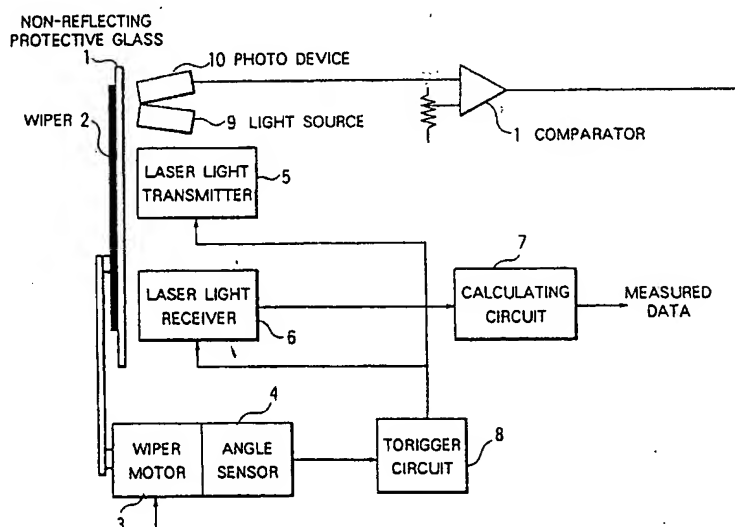 NON-REFLECTING
PROTECTIVE GLASS
1
10 PHOTO DEVICE
WIPER 2
9 LIGHT SOURCE
1 COMPARATOR
LASER LIGHT
TRANSMITTER
5
7
LASER LIGHT
RECEIVER
6
CALCULATING
CIRCUIT
MEASURED
DATA
4
WIPER
MOTOR
ANGLE
SENSOR
TORIGGER
CIRCUIT
8
3